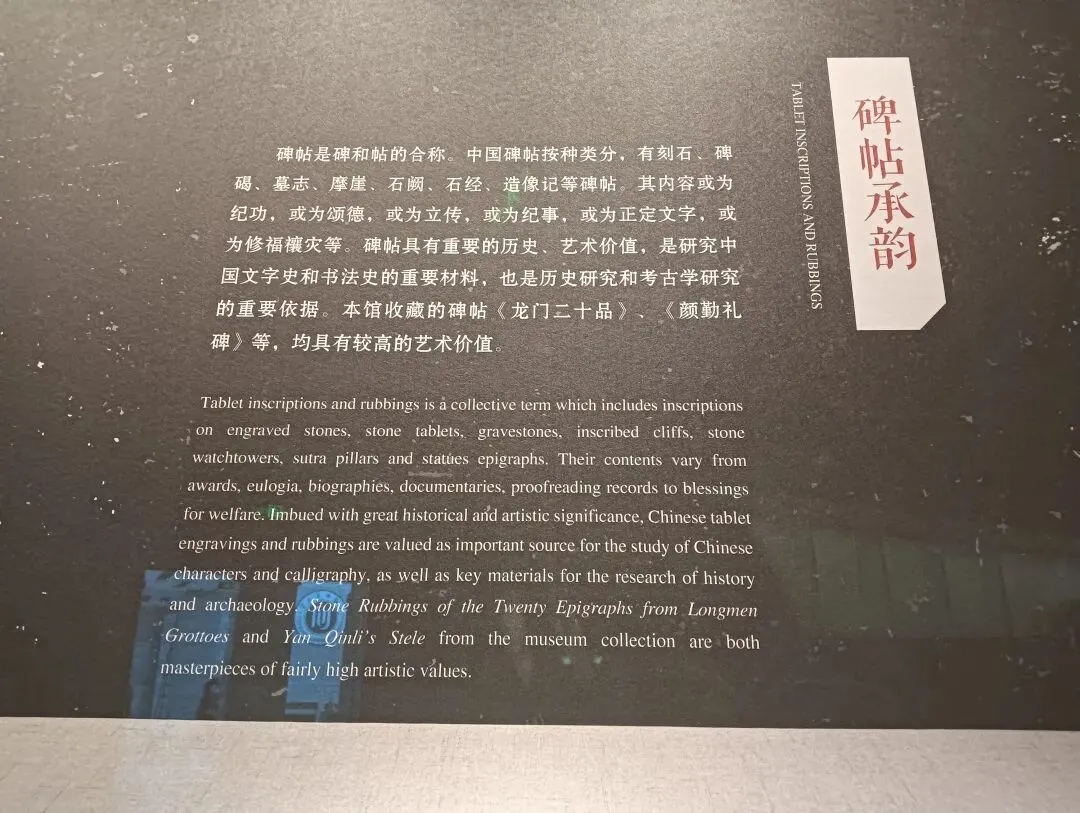 碑帖承韵
TABLET INSCRIPTIONS AND RUBBINGS
碑帖是碑和帖的合称。中国碑帖按种类分，有刻石、碑
碣、墓志、摩崖、石阙、石经、造像记等碑帖。其内容或为
纪功，或为颂德，或为立传，或为纪事，或为正定文字，或
为修福禳灾等。碑帖具有重要的历史、艺术价值，是研究中
国文字史和书法史的重要材料，也是历史研究和考古学研究
的重要依据。本馆收藏的碑帖《龙门二十品》、《颜勤礼
碑》等，均具有较高的艺术价值。
Tablet inscriptions and rubbings is a collective term which includes inscriptions
on engraved stones, stone tablets, gravestones, inscribed cliffs, stone
watchtowers, sutra pillars and statues epigraphs. Their contents vary from
awards, eulogia, biographies, documentaries, proofreading records to blessings
for welfare. Imbued with great historical and artistic significance, Chinese tablet
engravings and rubbings are valued as important source for the study of Chinese
characters and calligraphy, as well as key materials for the research of history
and archaeology. Stone Rubbings of the Twenty Epigraphs from Longmen
Grottoes and Yan Qinli's Stele from the museum collection are both
masterpieces of fairly high artistic values.